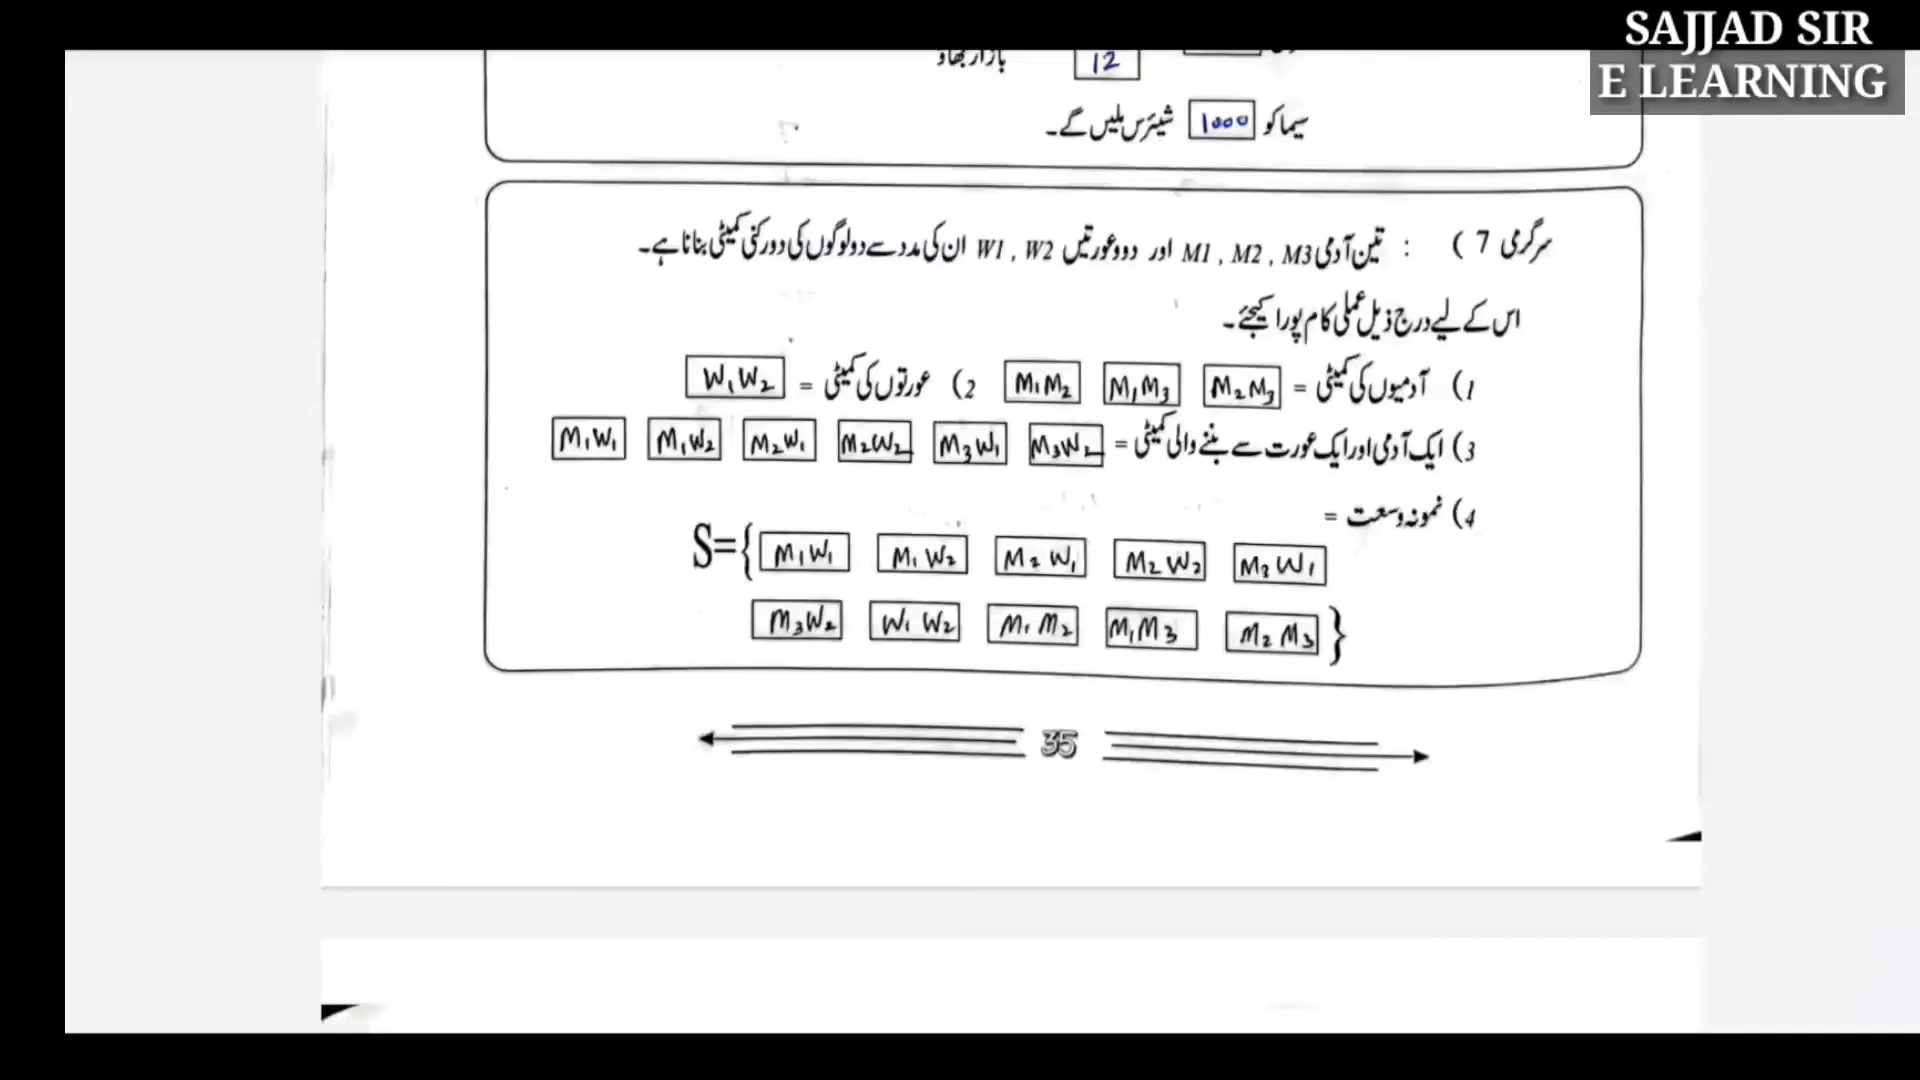 SAJJAD SIR
E LEARNING
12 بازار بھاؤ
سیما کو 1000 شیئرس ملیں گے۔
سرگرمی 7 ) : تین آدمی M1 , M2 , M3 اور دو عورتیں W1 , W2 ان کی مدد سے دو لوگوں کی دو رکنی کمیٹی بنانا ہے۔
اس کے لیے درج ذیل عملی کام پورا کیجئے۔
1) آدمیوں کی کمیٹی = M₂M₃ M₁M₃ M₁M₂ 2) عورتوں کی کمیٹی = W₁W₂
3) ایک آدمی اور ایک عورت سے بننے والی کمیٹی = M₃W₂ M₃W₁ M₂W₂ M₂W₁ M₁W₂ M₁W₁
4) نمونہ وسعت =
S={ M₁W₁ M₁W₂ M₂W₁ M₂W₂ M₃W₁
M₃W₂ W₁W₂ M₁M₂ M₁M₃ M₂M₃ }
35